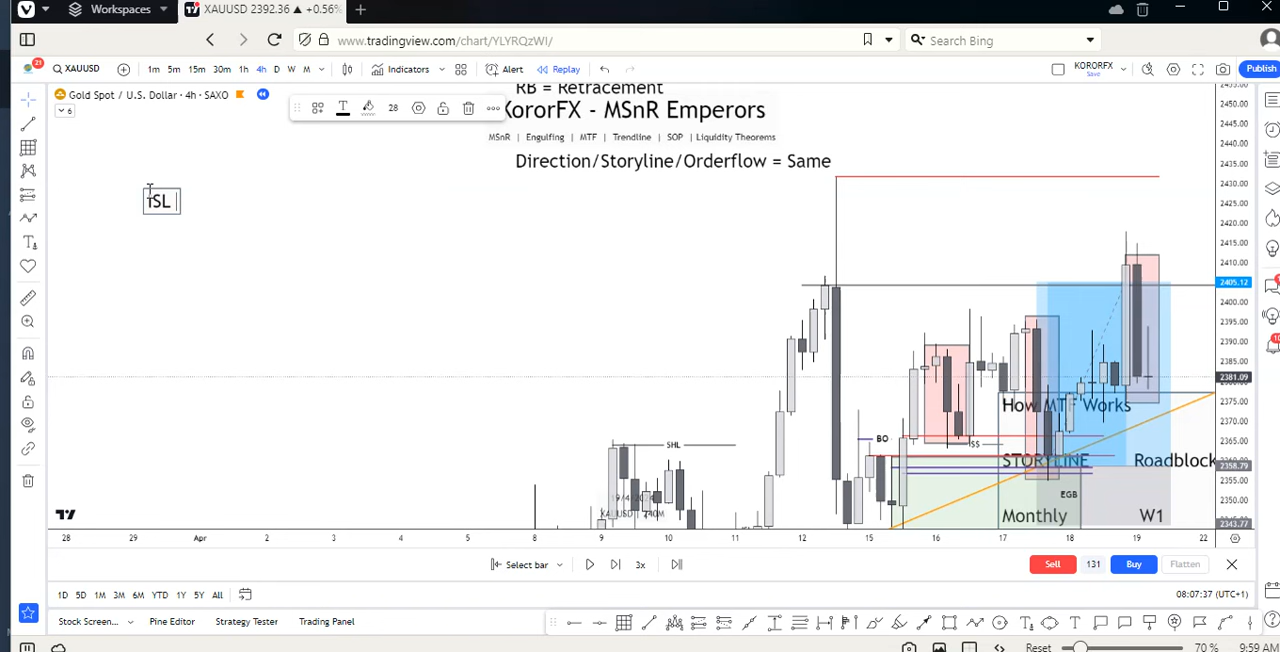 Workspaces
XAUUSD 2392.36 ▲ +0.56%
www.tradingview.com/chart/YLYRQzWI/
Search Bing
21
XAUUSD
1m 5m 15m 30m 1h 4h D W M
Indicators
Alert
Replay
KORORFX
Save
Publish
Gold Spot / U.S. Dollar · 4h · SAXO
6
28
RB = Retracement
KororFX - MSnR Emperors
MSnR | Engulfing | MTF | Trendline | SOP | Liquidity Theorems
Direction/Storyline/Orderflow = Same
iSL
2450.00
2445.00
2440.00
2435.00
2430.00
2425.00
2420.00
2415.00
2410.00
2405.12
2400.00
2395.00
2390.00
2385.00
2381.09
2375.00
2370.00
2365.00
2358.79
2355.00
2350.00
2343.77
How MTF Works
BO
SS
SHL
STORYLINE
Roadblock
EGB
Monthly
W1
28 29 Apr 2 3 4 5 8 9 10 11 12 15 16 17 18 19 22
Select bar
3x
Sell
131
Buy
Flatten
1D 5D 1M 3M 6M YTD 1Y 5Y All
08:07:37 (UTC+1)
Stock Screen...
Pine Editor
Strategy Tester
Trading Panel
Reset
70 %
9:59 AM